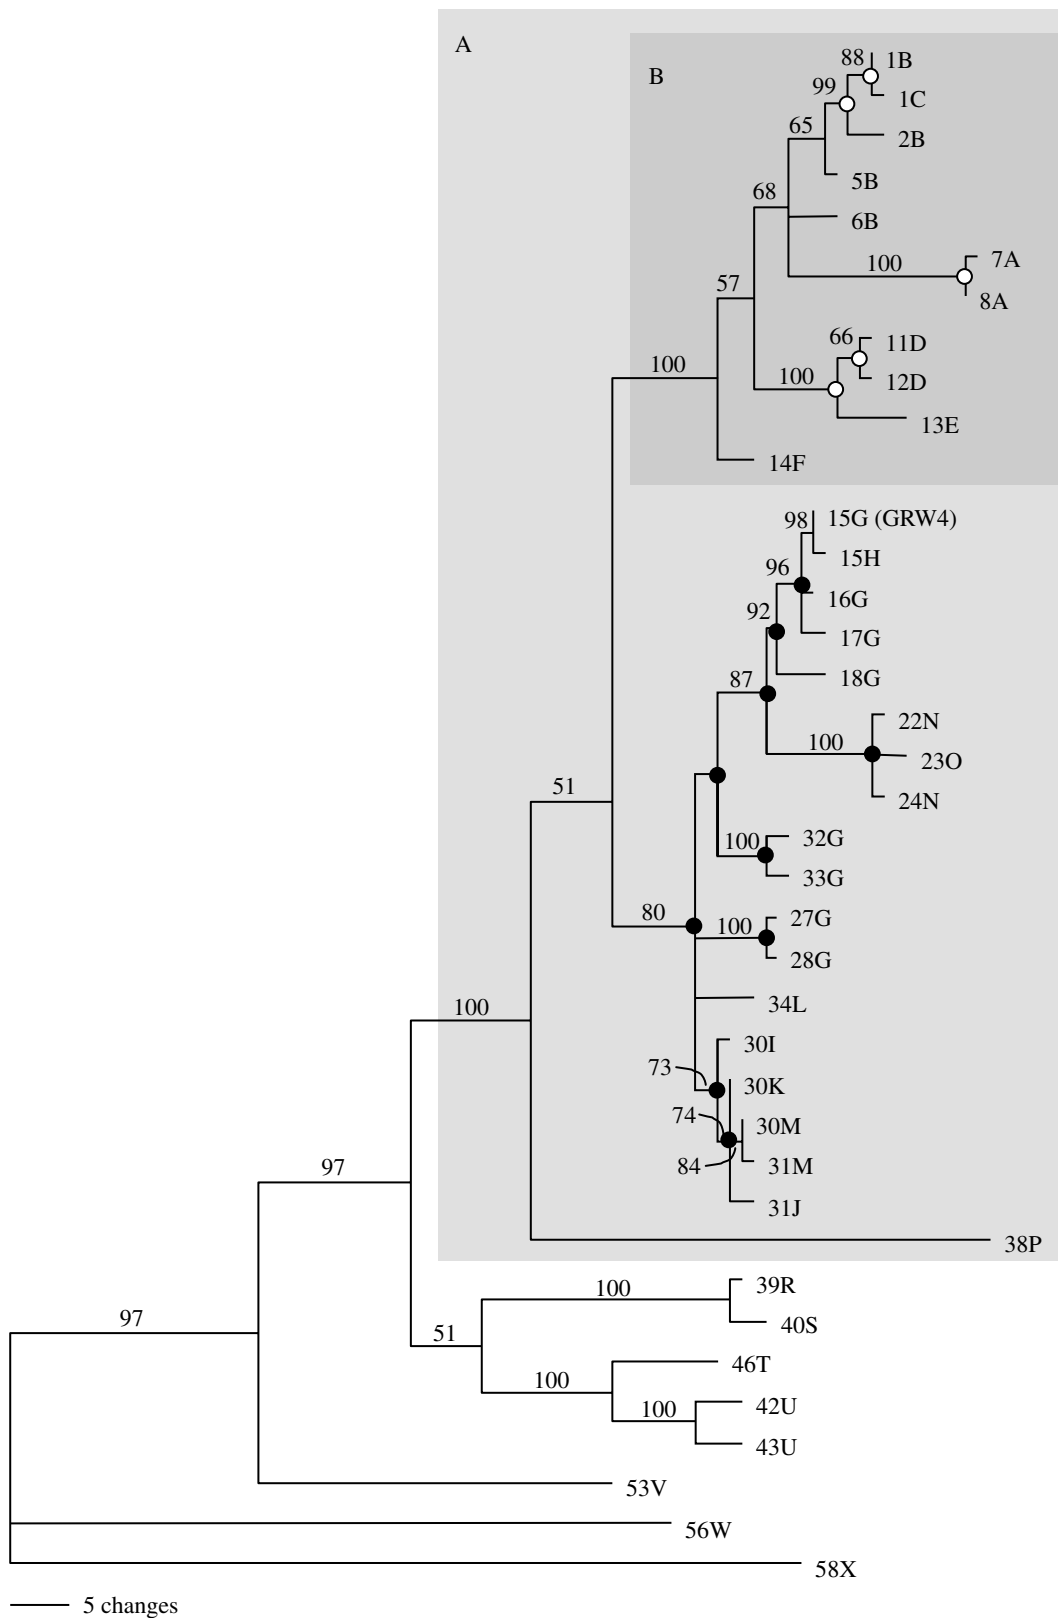 A
B
88
1B
99
1C
65
2B
5B
68
6B
100
7A
57
8A
66
11D
100
100
12D
13E
14F
98
15G (GRW4)
15H
96
16G
92
17G
87
18G
22N
100
23O
51
24N
100
32G
33G
80
100
27G
28G
100
34L
73
30I
30K
74
30M
84
31M
97
31J
38P
100
39R
97
51
40S
100
46T
100
42U
43U
53V
56W
58X
5 changes